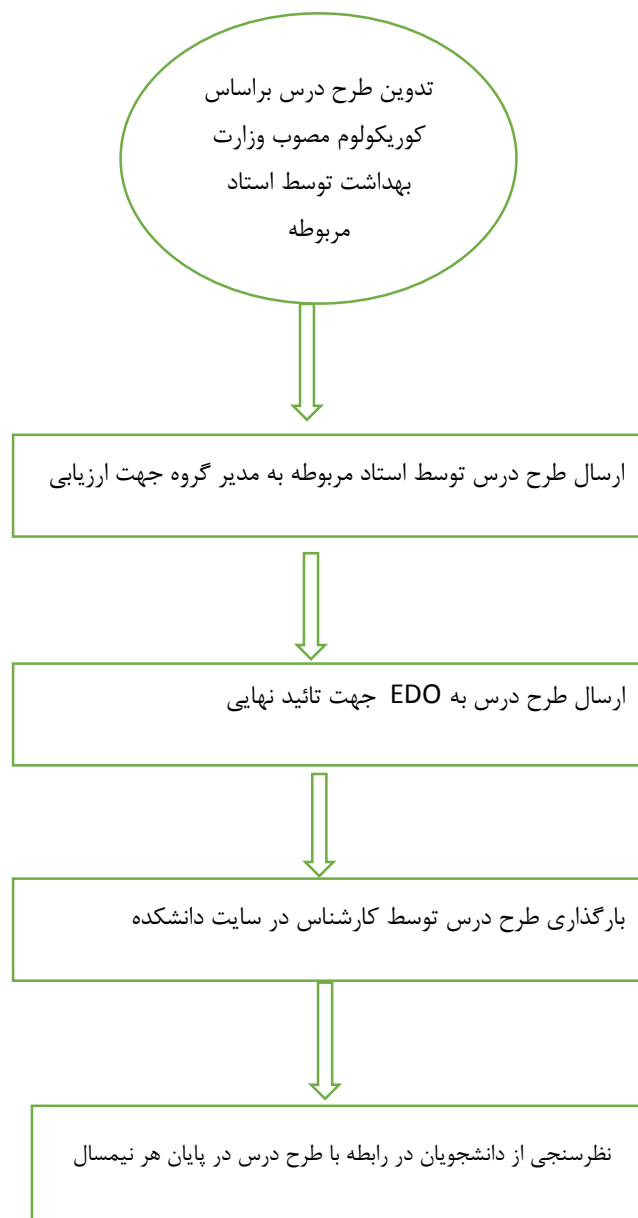 تدوین طرح درس براساس
کوریکولوم مصوب وزارت
بهداشت توسط استاد
مربوطه
ارسال طرح درس توسط استاد مربوطه به مدیر گروه جهت ارزیابی
ارسال طرح درس به EDO جهت تائید نهایی
بارگذاری طرح درس توسط کارشناس در سایت دانشکده
نظرسنجی از دانشجویان در رابطه با طرح درس در پایان هر نیمسال